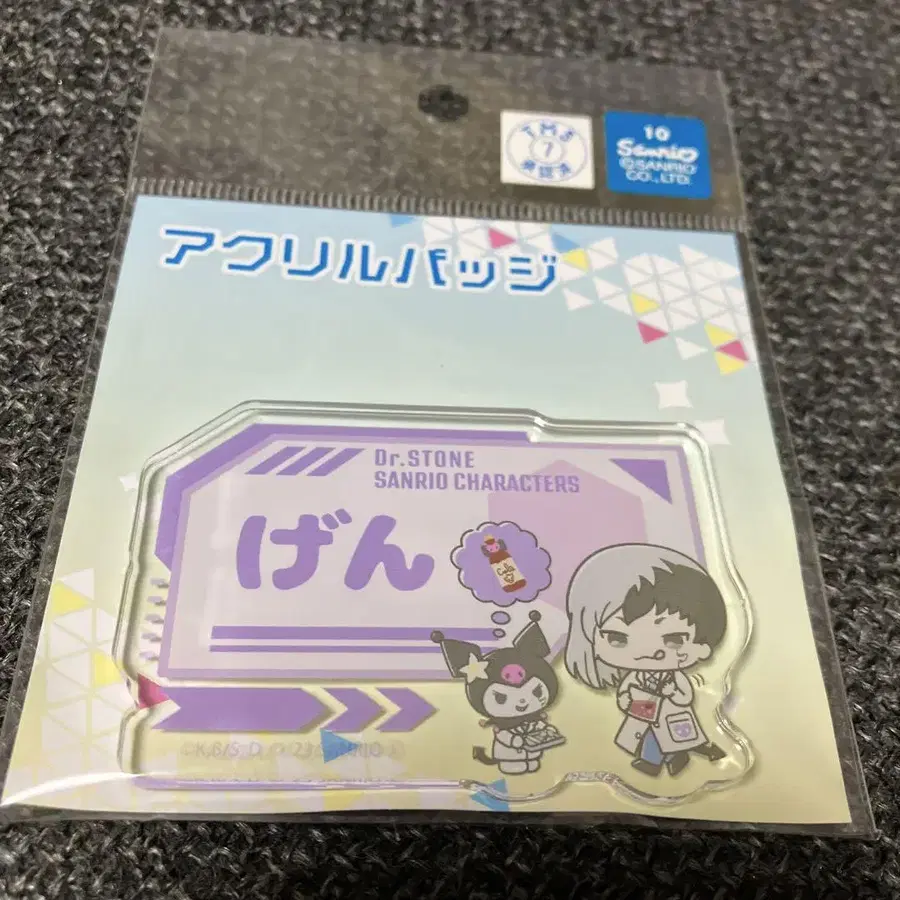 TMS
7
10
Sanrio
©SANRIO
CO.,LTD.
アクリルバッジ
Dr.STONE
SANRIO CHARACTERS
げん
Cola